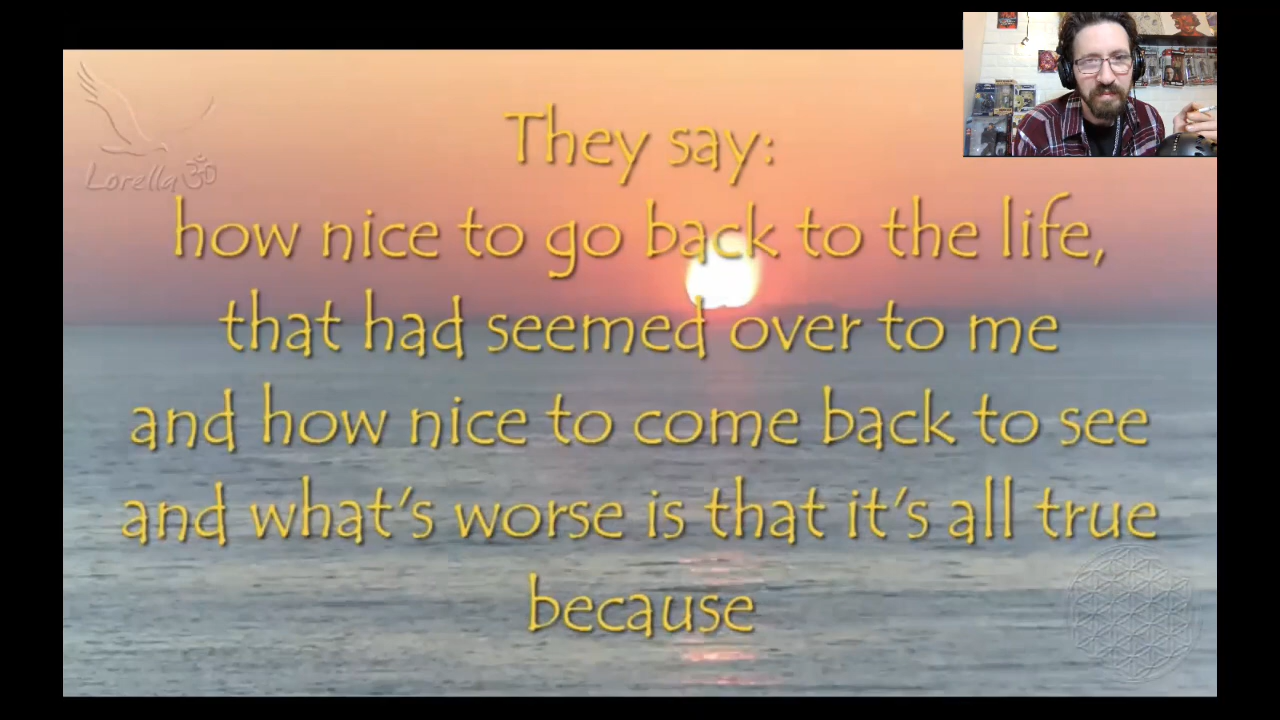 They say:
how nice to go back to the life,
that had seemed over to me
and how nice to come back to see
and what's worse is that it's all true
because
Lorella ॐ